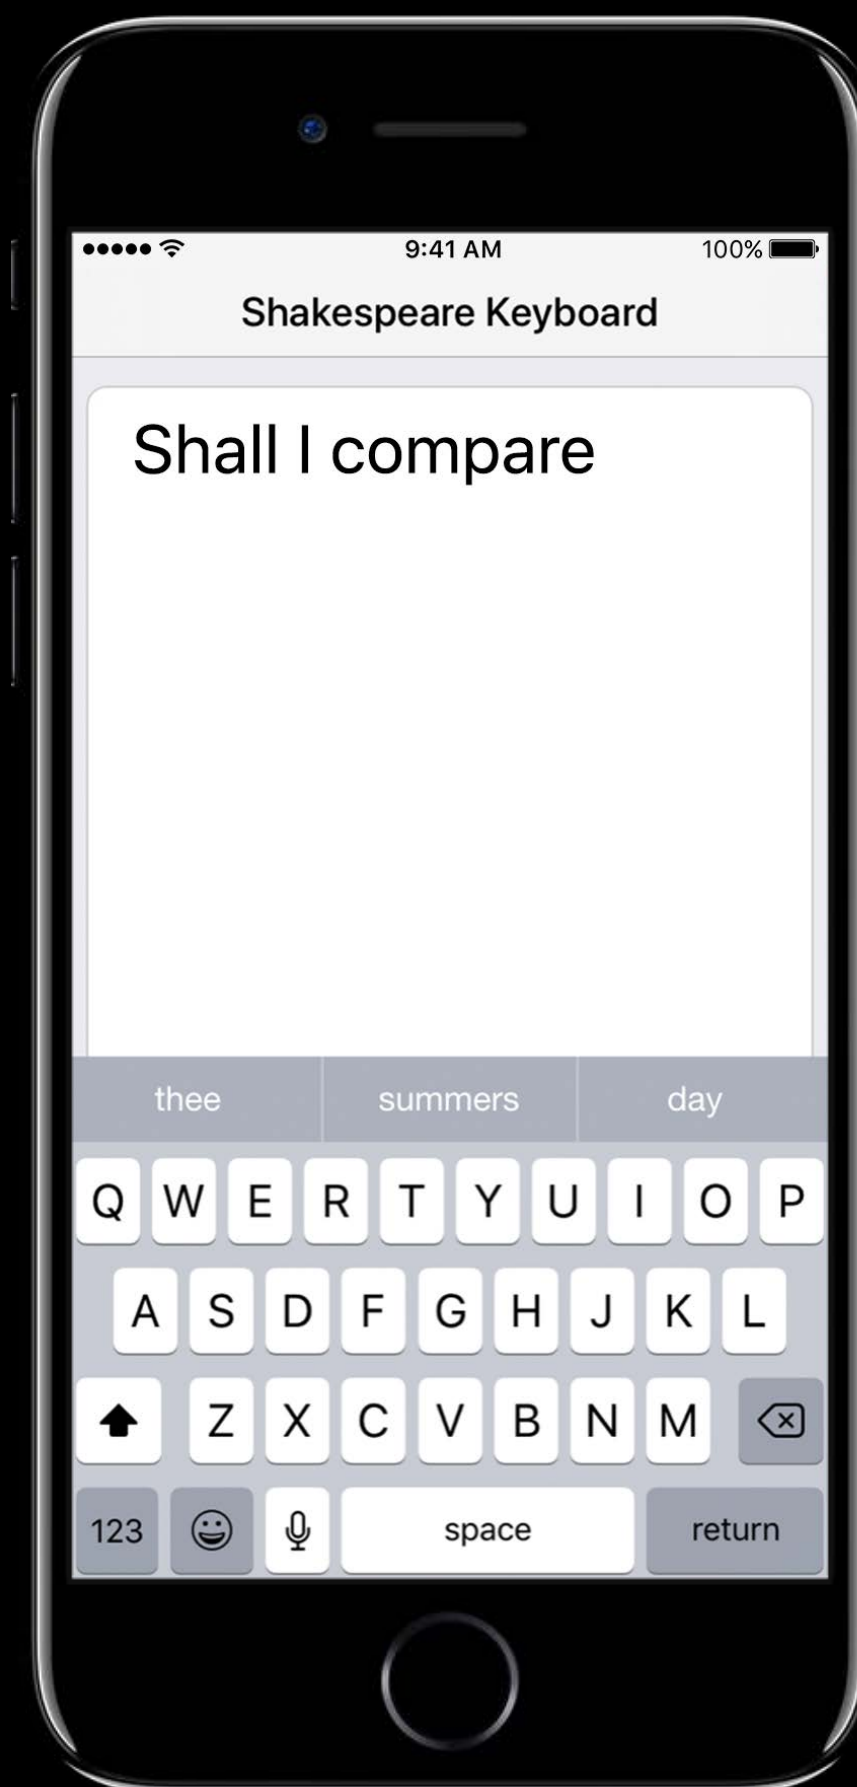 9:41 AM 100%
Shakespeare Keyboard
Shall I compare
thee summers day
Q W E R T Y U I O P
A S D F G H J K L
Z X C V B N M
123 space return